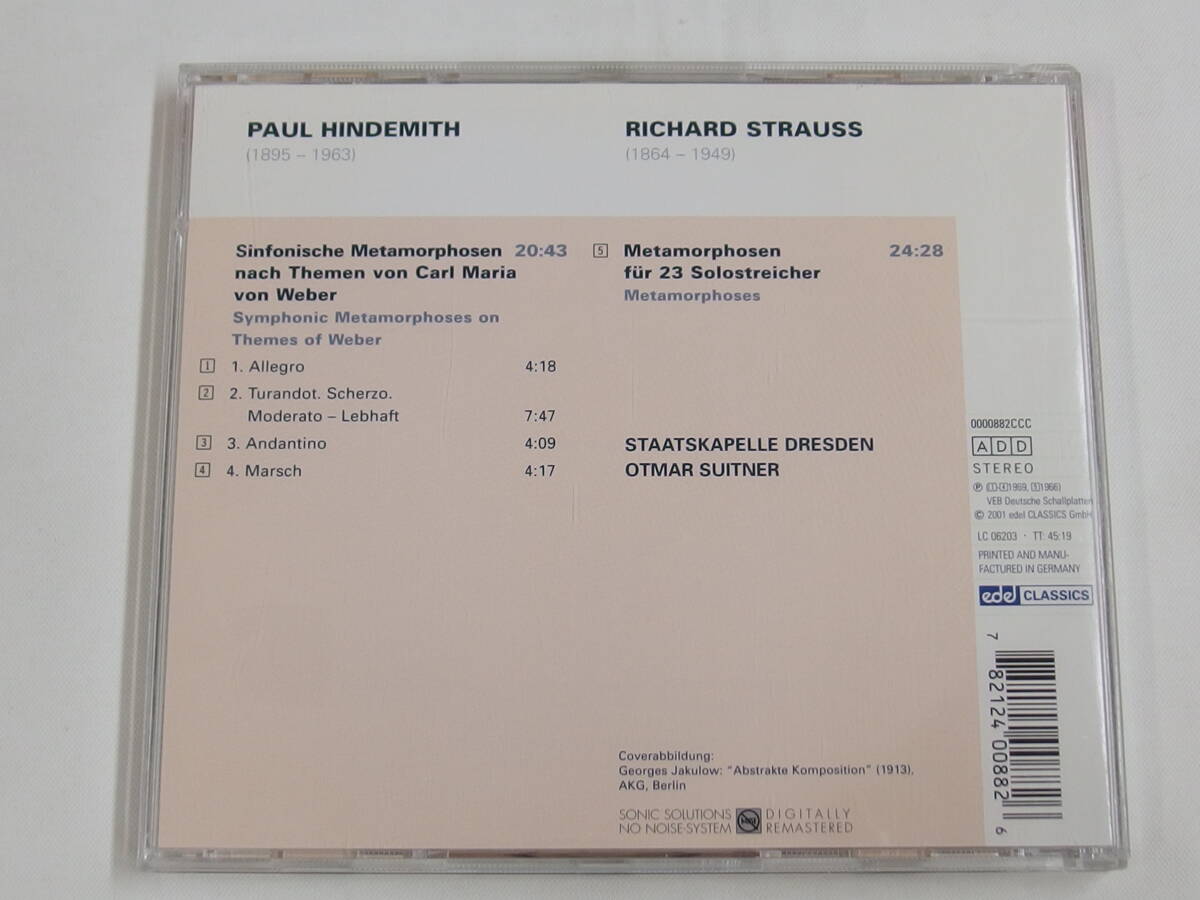 PAUL HINDEMITH
(1895 – 1963)
Sinfonische Metamorphosen 20:43
nach Themen von Carl Maria
von Weber
Symphonic Metamorphoses on
Themes of Weber
1 1. Allegro 4:18
2 2. Turandot. Scherzo.
Moderato – Lebhaft 7:47
3 3. Andantino 4:09
4 4. Marsch 4:17
RICHARD STRAUSS
(1864 – 1949)
5 Metamorphosen 24:28
für 23 Solostreicher
Metamorphoses
STAATSKAPELLE DRESDEN
OTMAR SUITNER
Coverabbildung:
Georges Jakulow: "Abstrakte Komposition" (1913),
AKG, Berlin
SONIC SOLUTIONS
NO NOISE-SYSTEM
DIGITALLY
REMASTERED
0000882CCC
ADD
STEREO
℗ (1-4 1969, 5 1966)
VEB Deutsche Schallplatten
© 2001 edel CLASSICS GmbH
LC 06203 · TT: 45:19
PRINTED AND MANU-
FACTURED IN GERMANY
edel CLASSICS
7 82124 00882 6